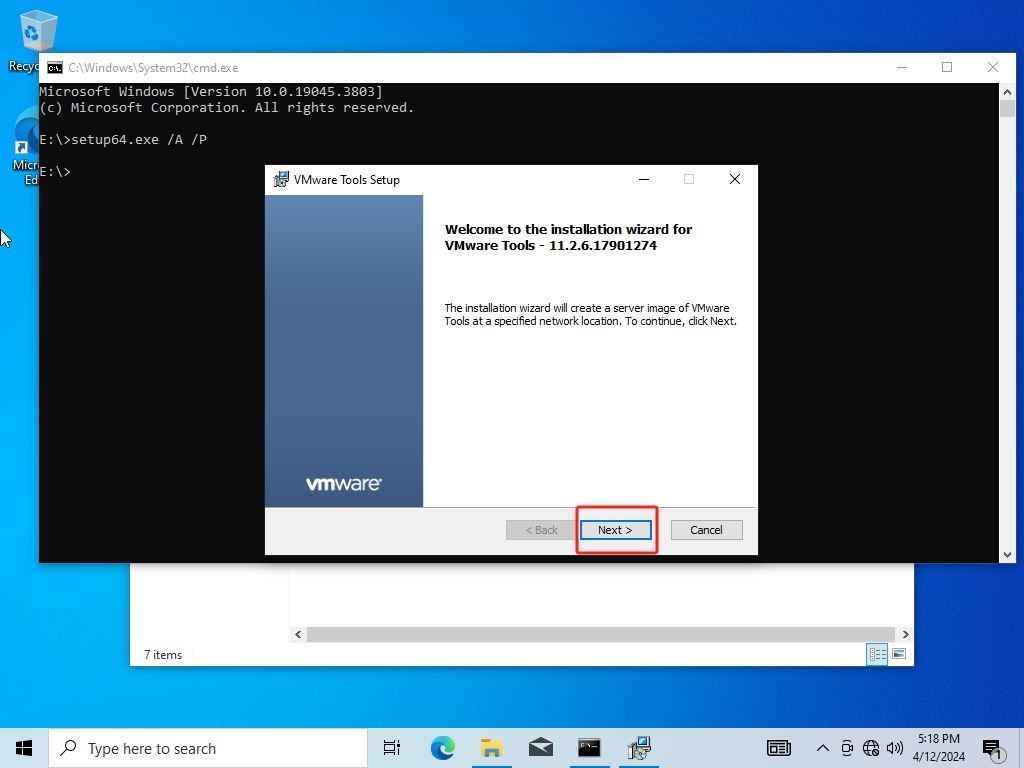 Recyc
C:\Windows\System32\cmd.exe
Microsoft Windows [Version 10.0.19045.3803]
(c) Microsoft Corporation. All rights reserved.
E:\>setup64.exe /A /P
E:\>
Micr
Ed
VMware Tools Setup
Welcome to the installation wizard for
VMware Tools - 11.2.6.17901274
The installation wizard will create a server image of VMware
Tools at a specified network location. To continue, click Next.
vmware
< Back
Next >
Cancel
7 items
Type here to search
5:18 PM
4/12/2024
1